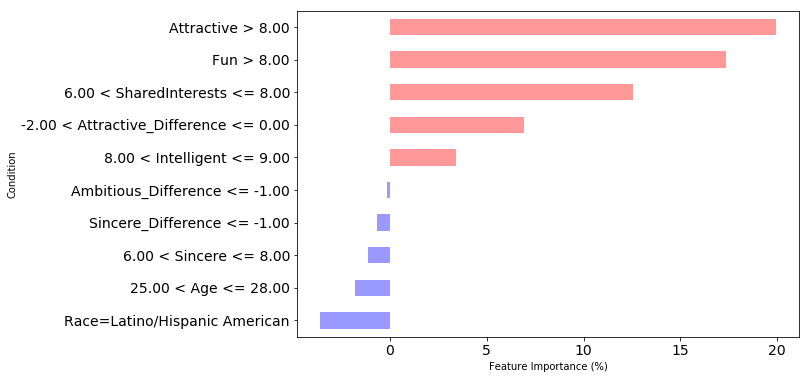 Attractive > 8.00
Fun > 8.00
6.00 < SharedInterests <= 8.00
-2.00 < Attractive_Difference <= 0.00
8.00 < Intelligent <= 9.00
Ambitious_Difference <= -1.00
Sincere_Difference <= -1.00
6.00 < Sincere <= 8.00
25.00 < Age <= 28.00
Race=Latino/Hispanic American
Condition
0 5 10 15 20
Feature Importance (%)